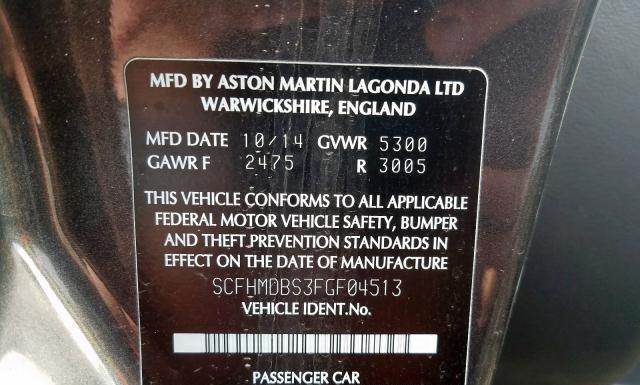 MFD BY ASTON MARTIN LAGONDA LTD
WARWICKSHIRE, ENGLAND
MFD DATE 10/14 GVWR 5300
GAWR F 2475 R 3005
THIS VEHICLE CONFORMS TO ALL APPLICABLE
FEDERAL MOTOR VEHICLE SAFETY, BUMPER
AND THEFT PREVENTION STANDARDS IN
EFFECT ON THE DATE OF MANUFACTURE
SCFHMDBS3FGF04513
VEHICLE IDENT.No.
PASSENGER CAR